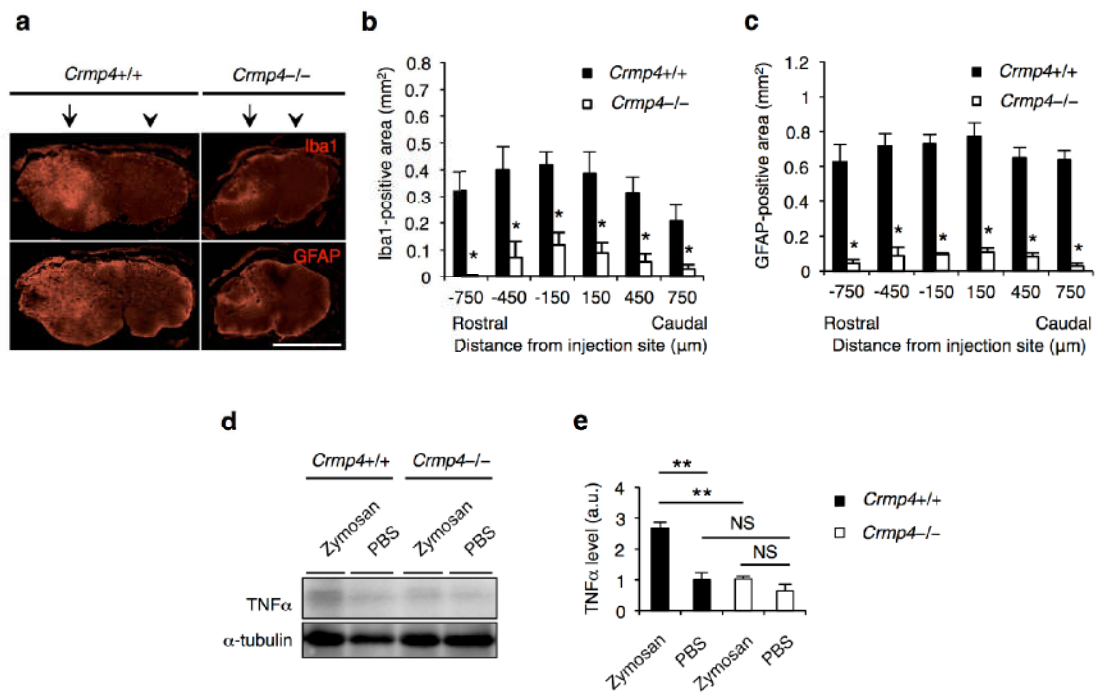 a
Crmp4+/+ Crmp4–/–
Iba1
GFAP
b
Iba1-positive area (mm²)
0.8
0.7
0.6
0.5
0.4
0.3
0.2
0.1
0
Crmp4+/+
Crmp4–/–
* * * * * *
-750 -450 -150 150 450 750
Rostral Caudal
Distance from injection site (µm)
c
GFAP-positive area (mm²)
1.2
1
0.8
0.6
0.4
0.2
0
Crmp4+/+
Crmp4–/–
* * * * * *
-750 -450 -150 150 450 750
Rostral Caudal
Distance from injection site (µm)
d
Crmp4+/+ Crmp4–/–
Zymosan PBS Zymosan PBS
TNFα
α-tubulin
e
TNFα level (a.u.)
4
3
2
1
0
**
**
NS
NS
Zymosan PBS Zymosan PBS
Crmp4+/+
Crmp4–/–